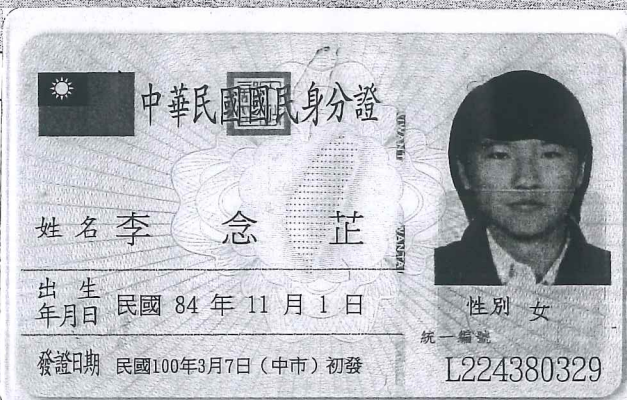 中華民國國民身分證
姓名 李念芷
出生年月日 民國 84 年 11 月 1 日
性別 女
統一編號
發證日期 民國100年3月7日（中市）初發
L224380329